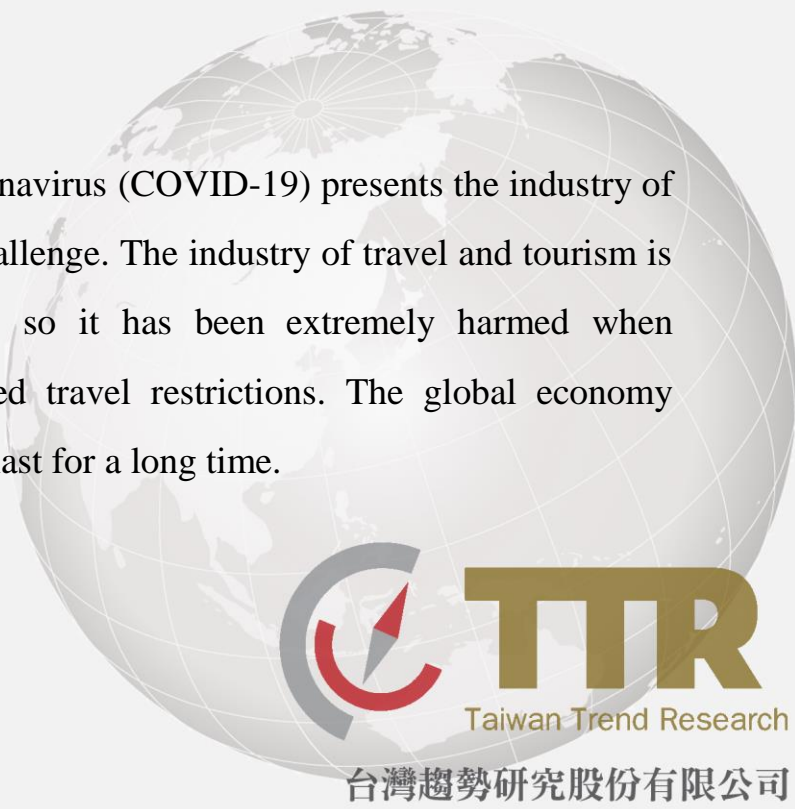 navirus (COVID-19) presents the industry of
allenge. The industry of travel and tourism is
so it has been extremely harmed when
ed travel restrictions. The global economy
last for a long time.
TTR
Taiwan Trend Research
台灣趨勢研究股份有限公司